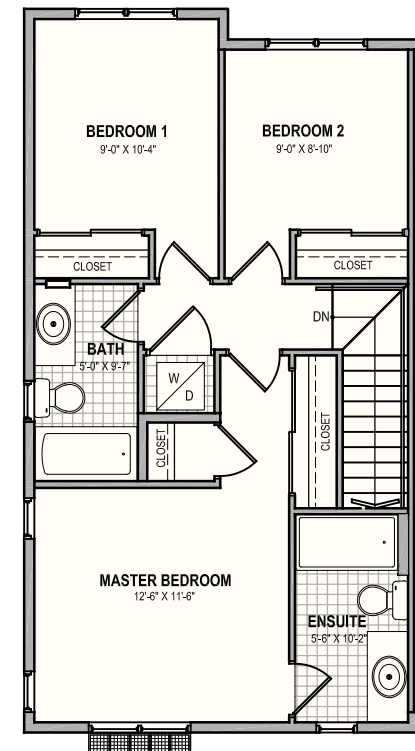 BEDROOM 1
9'-0" X 10'-4"
BEDROOM 2
9'-0" X 8'-10"
CLOSET
CLOSET
DN
BATH
5'-0" X 9'-7"
W
D
CLOSET
CLOSET
MASTER BEDROOM
12'-6" X 11'-6"
ENSUITE
5'-6" X 10'-2"